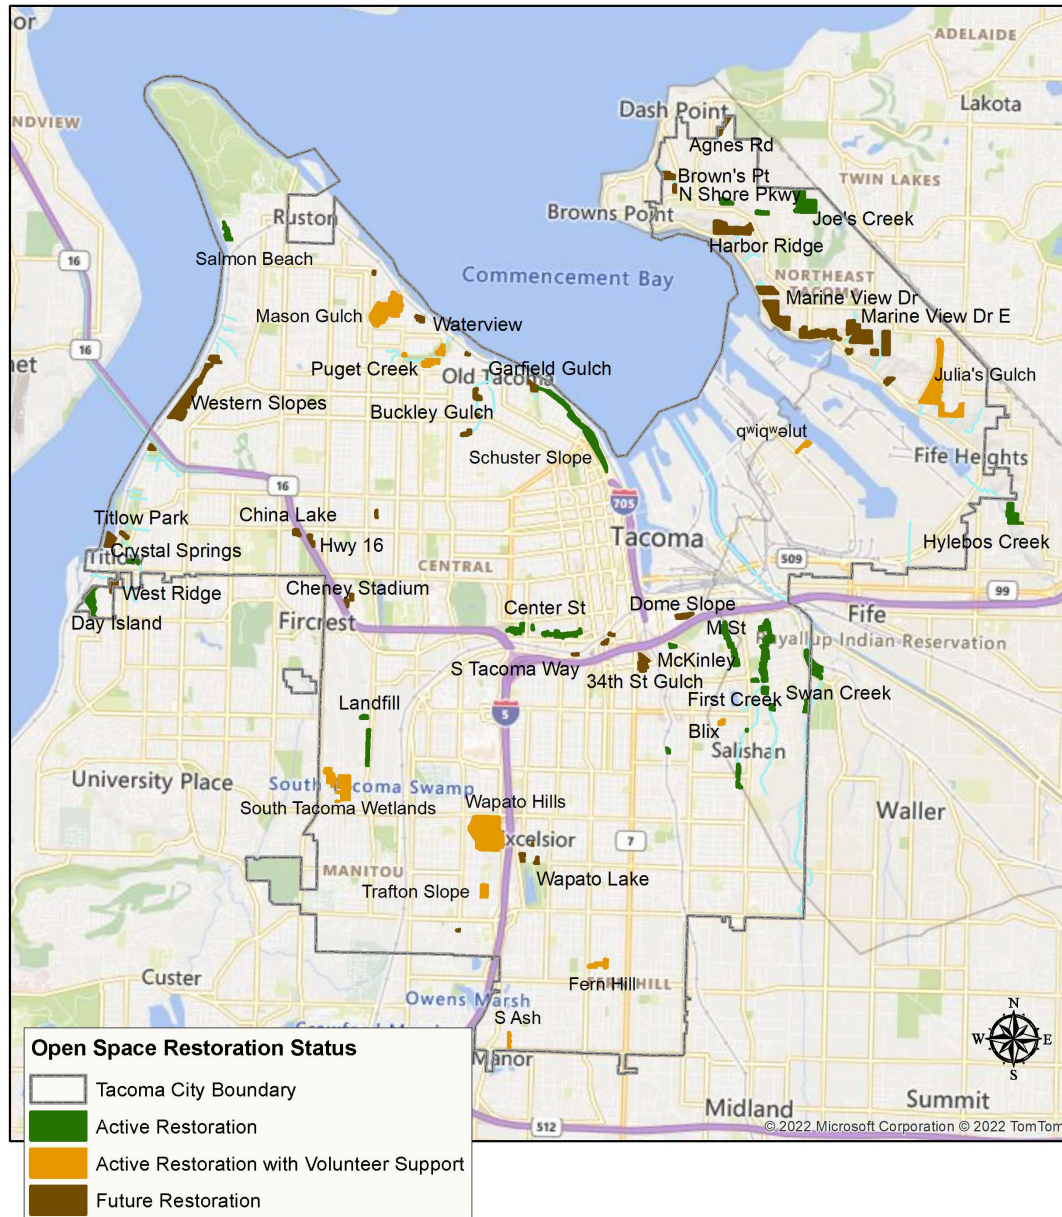 or
ADELAIDE
Dash Point
Lakota
NDVIEW
Agnes Rd
Brown's Pt
TWIN LAKES
N Shore Pkwy
Ruston
Browns Point
Joe's Creek
16
Salmon Beach
Harbor Ridge
Commencement Bay
NORTHEAST
TACOMA
Marine View Dr
Mason Gulch
Waterview
Marine View Dr E
16
net
Puget Creek
Garfield Gulch
Old Tacoma
Julia's Gulch
Western Slopes
Buckley Gulch
qʷiqʷəlut
Schuster Slope
Fife Heights
16
705
Titlow Park
China Lake
Tacoma
Hwy 16
Hylebos Creek
Crystal Springs
Titlow
CENTRAL
509
West Ridge
Cheney Stadium
99
Day Island
Fircrest
Center St
Dome Slope
Fife
M St
Puyallup Indian Reservation
S Tacoma Way
McKinley
34th St Gulch
First Creek
Swan Creek
Landfill
5
Blix
Salishan
University Place
South Tacoma Swamp
South Tacoma Wetlands
Wapato Hills
Waller
Excelsior
7
MANITOU
Wapato Lake
Trafton Slope
Custer
Fern Hill
FERN HILL
Owens Marsh
S Ash
N
W E
S
Manor
Open Space Restoration Status
Tacoma City Boundary
Active Restoration
Active Restoration with Volunteer Support
Future Restoration
512
Midland
Summit
© 2022 Microsoft Corporation © 2022 TomTom